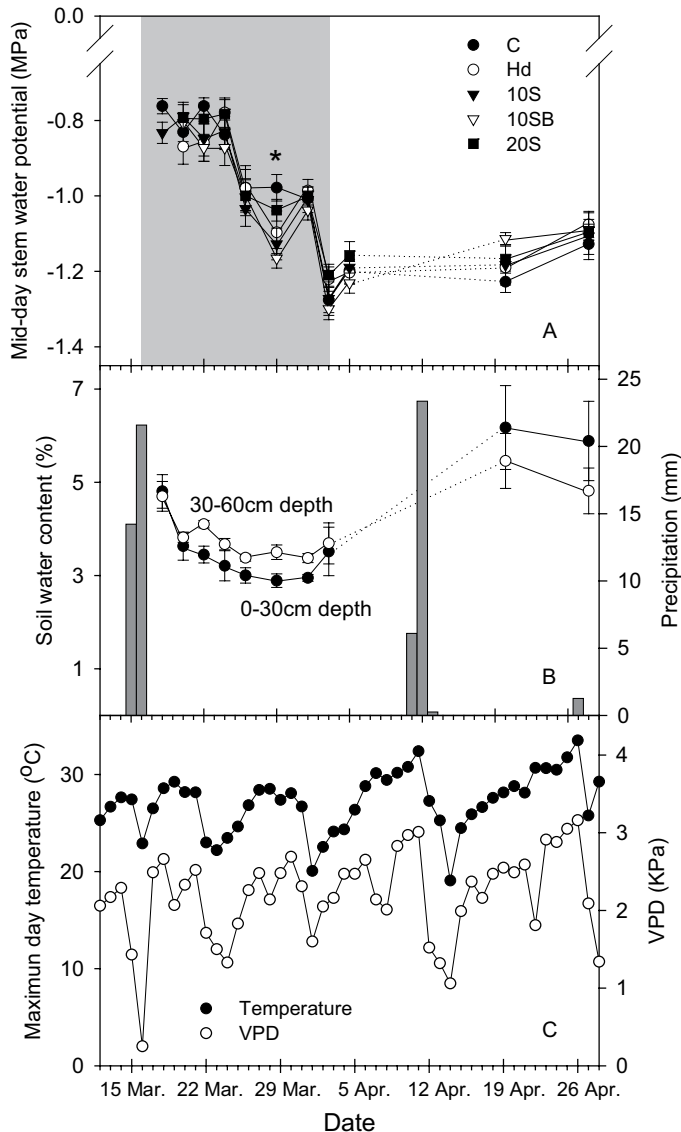 0.0
-0.8
-1.0
-1.2
-1.4
Mid-day stem water potential (MPa)
C
Hd
10S
10SB
20S
*
A
7
5
3
1
Soil water content (%)
30-60cm depth
0-30cm depth
25
20
15
10
5
0
Precipitation (mm)
B
30
20
10
0
Maximun day temperature (ºC)
Temperature
VPD
4
3
2
1
0
VPD (KPa)
C
15 Mar. 22 Mar. 29 Mar. 5 Apr. 12 Apr. 19 Apr. 26 Apr.
Date